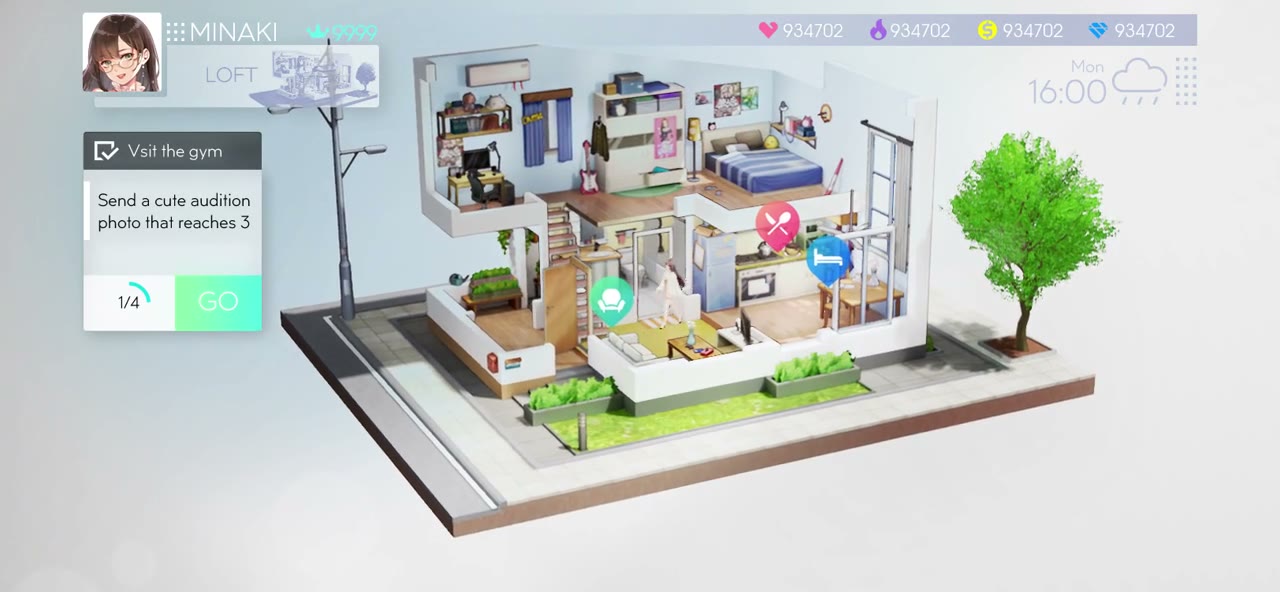 MINAKI
9999
934702
934702
934702
934702
LOFT
Mon
16:00
Vsit the gym
Send a cute audition
photo that reaches 3
1/4
GO